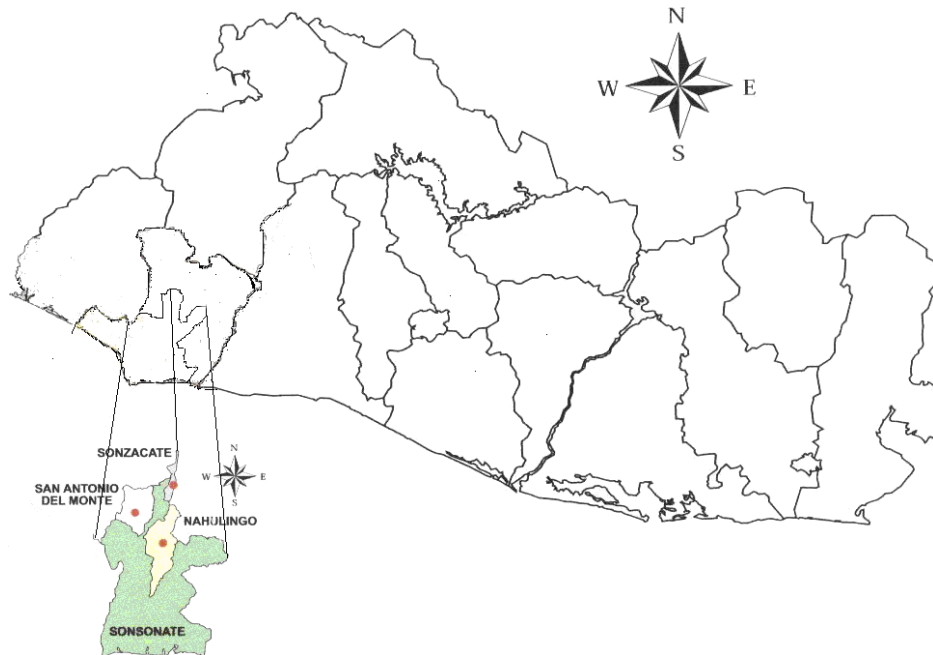 N
W E
S
SONZACATE
N
W E
S
SAN ANTONIO
DEL MONTE
NAHULINGO
SONSONATE